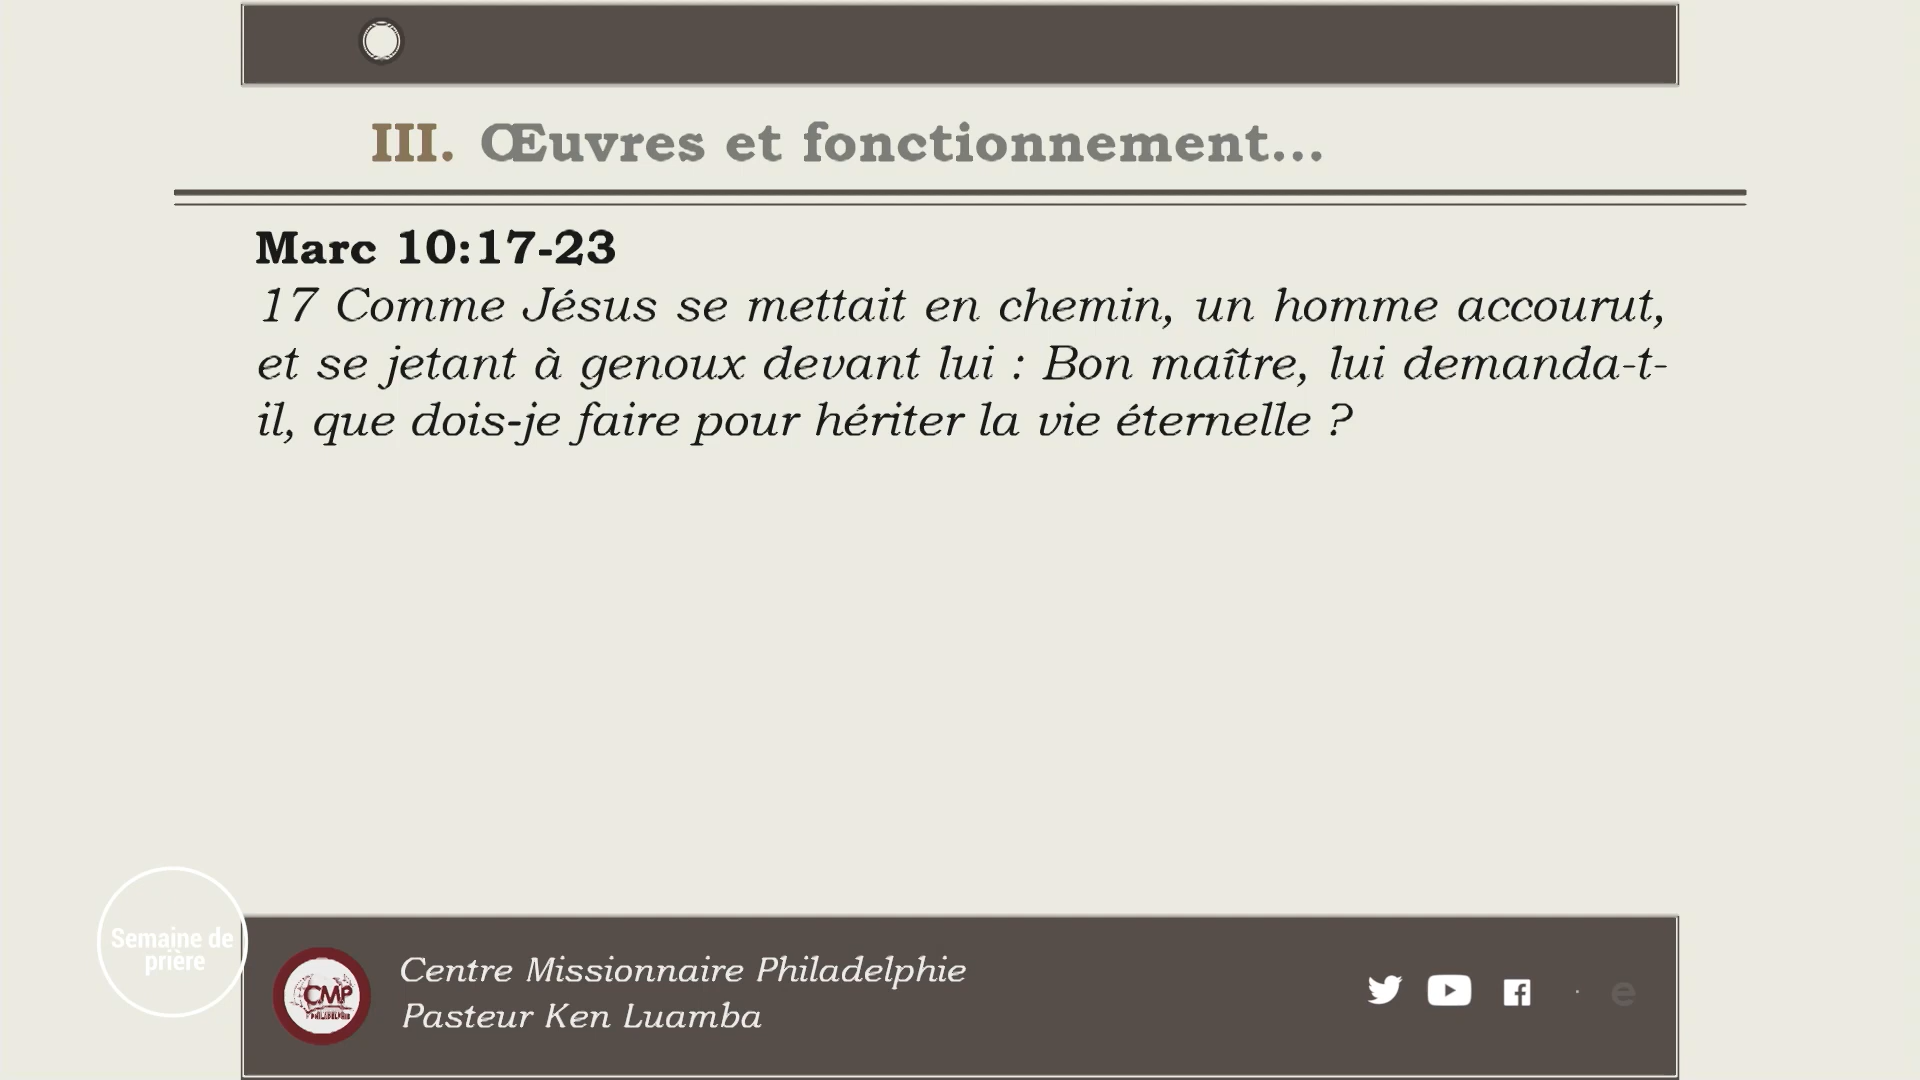 III. Œuvres et fonctionnement...
Marc 10:17-23
17 Comme Jésus se mettait en chemin, un homme accourut,
et se jetant à genoux devant lui : Bon maître, lui demanda-t-
il, que dois-je faire pour hériter la vie éternelle ?
Semaine de
prière
CMP
PHILADELPHIE
Centre Missionnaire Philadelphie
Pasteur Ken Luamba
e